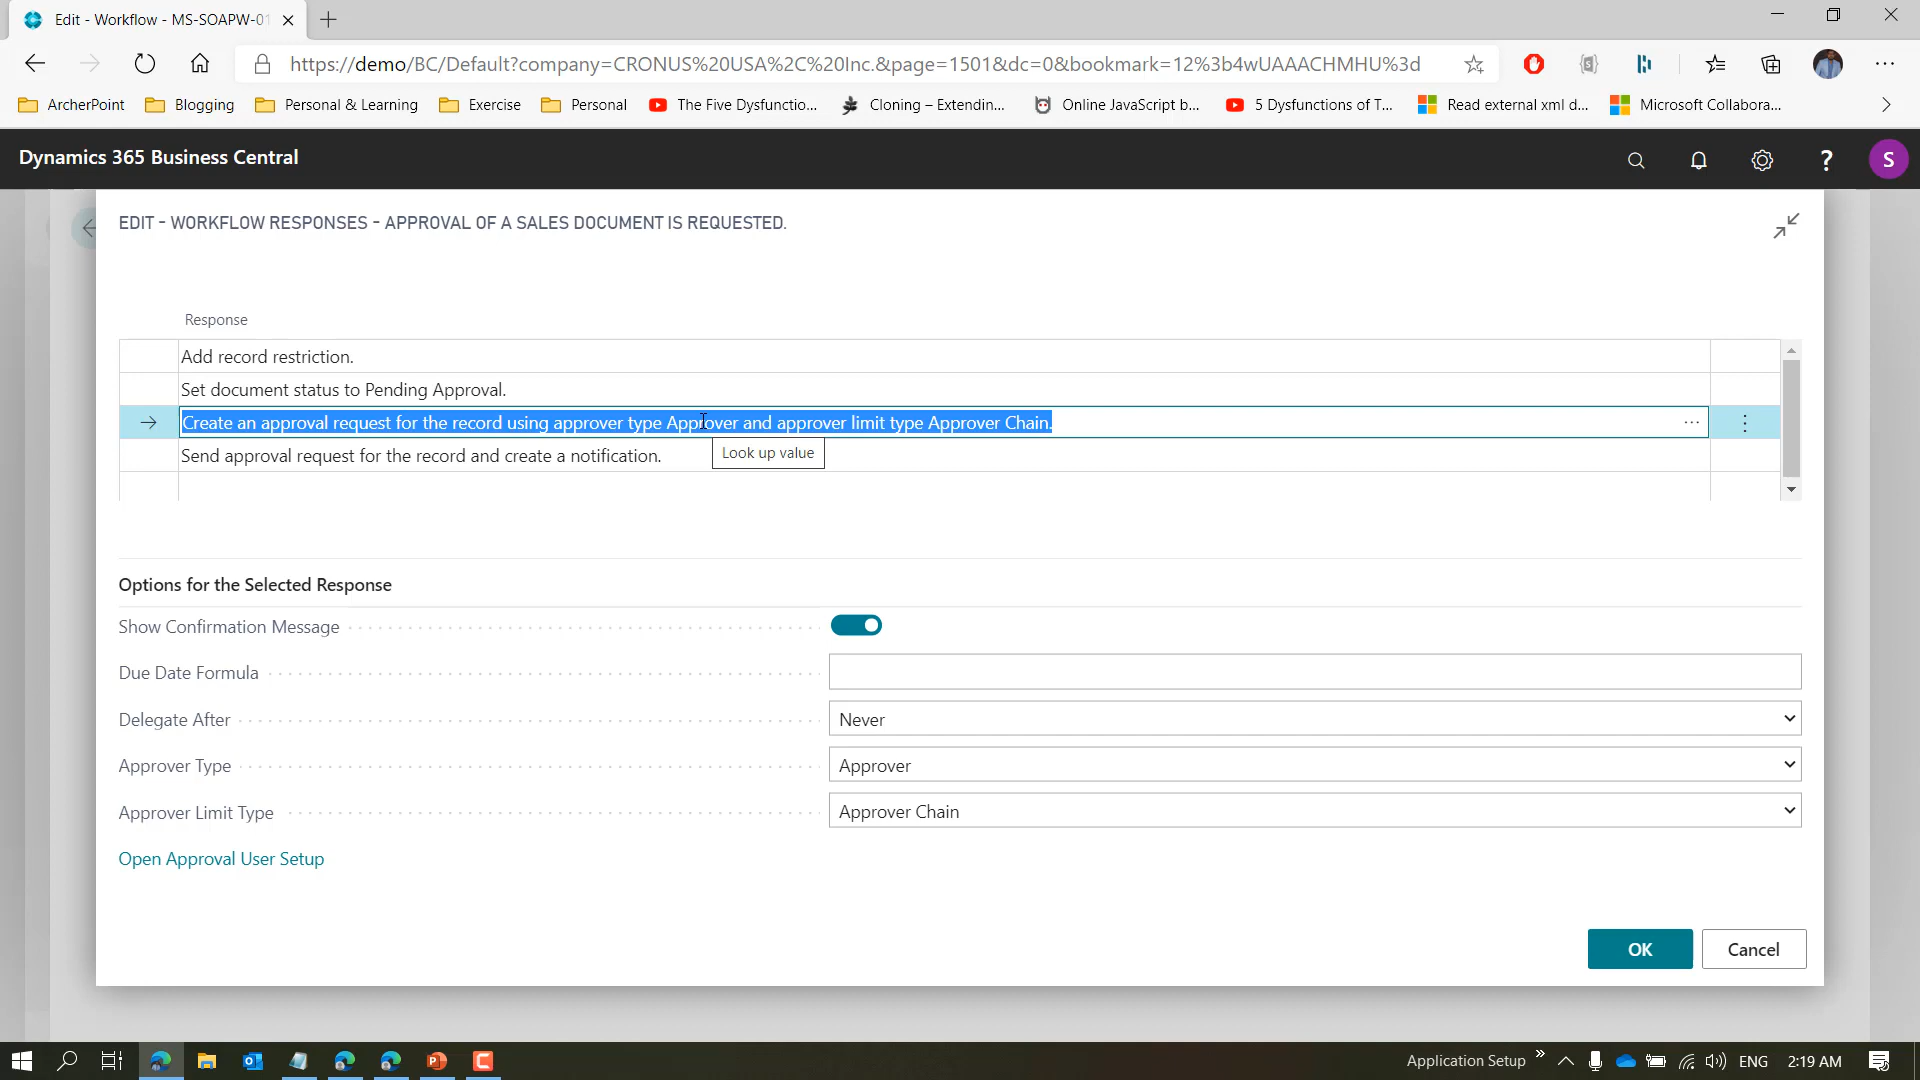 Edit - Workflow - MS-SOAPW-01
https://demo/BC/Default?company=CRONUS%20USA%2C%20Inc.&page=1501&dc=0&bookmark=12%3b4wUAAACHMHU%3d
ArcherPoint
Blogging
Personal & Learning
Exercise
Personal
The Five Dysfunctio...
Cloning – Extendin...
Online JavaScript b...
5 Dysfunctions of T...
Read external xml d...
Microsoft Collabora...
Dynamics 365 Business Central
?
S
EDIT - WORKFLOW RESPONSES - APPROVAL OF A SALES DOCUMENT IS REQUESTED.
Response
Add record restriction.
Set document status to Pending Approval.
Create an approval request for the record using approver type Approver and approver limit type Approver Chain.
Send approval request for the record and create a notification.
Look up value
Options for the Selected Response
Show Confirmation Message
Due Date Formula
Delegate After
Never
Approver Type
Approver
Approver Limit Type
Approver Chain
Open Approval User Setup
OK
Cancel
Application Setup
ENG
2:19 AM